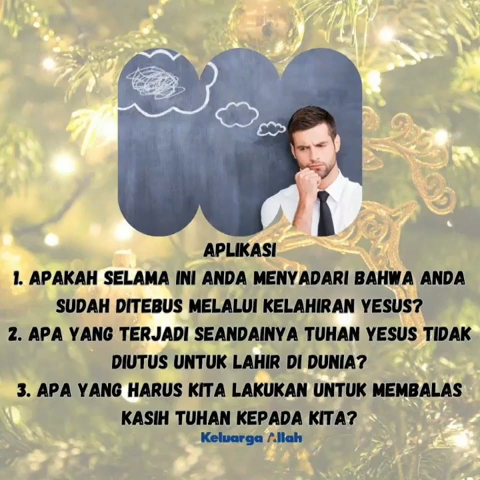 APLIKASI
1. APAKAH SELAMA INI ANDA MENYADARI BAHWA ANDA
SUDAH DITEBUS MELALUI KELAHIRAN YESUS?
2. APA YANG TERJADI SEANDAINYA TUHAN YESUS TIDAK
DIUTUS UNTUK LAHIR DI DUNIA?
3. APA YANG HARUS KITA LAKUKAN UNTUK MEMBALAS
KASIH TUHAN KEPADA KITA?
Keluarga Allah